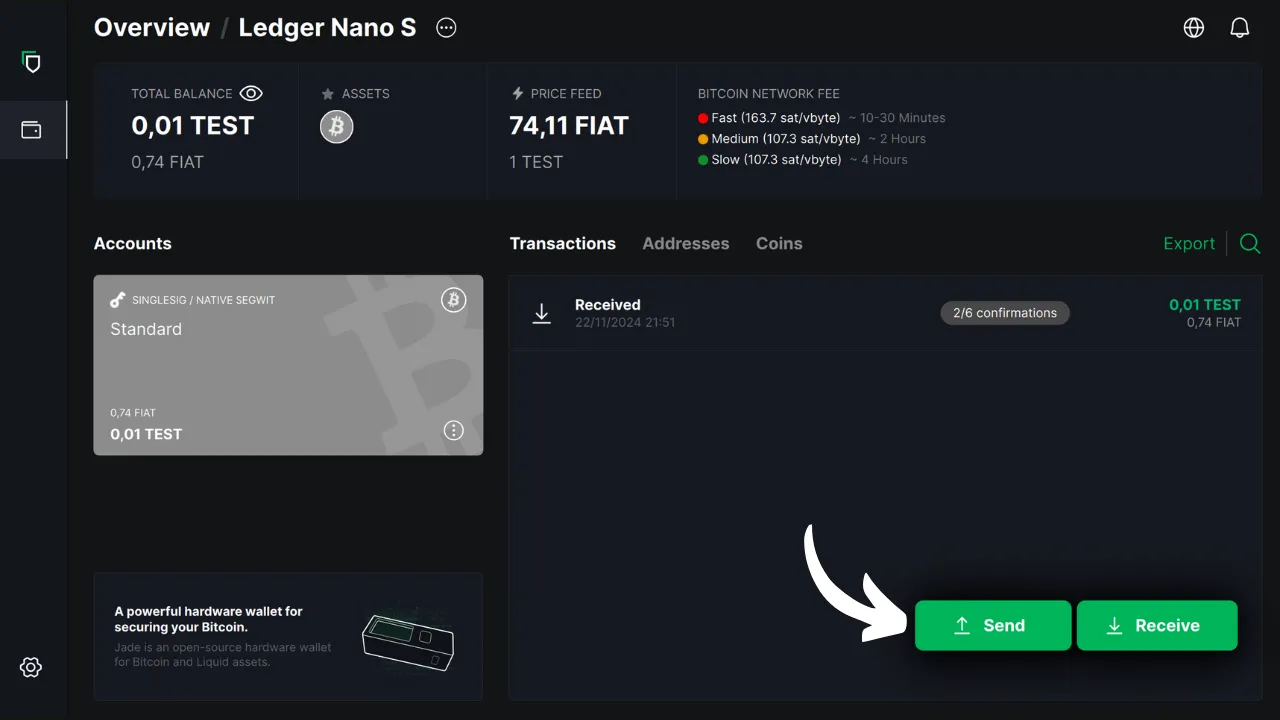 Overview / Ledger Nano S
TOTAL BALANCE
0,01 TEST
0,74 FIAT
ASSETS
PRICE FEED
74,11 FIAT
1 TEST
BITCOIN NETWORK FEE
Fast (163.7 sat/vbyte) ~ 10-30 Minutes
Medium (107.3 sat/vbyte) ~ 2 Hours
Slow (107.3 sat/vbyte) ~ 4 Hours
Accounts
SINGLESIG / NATIVE SEGWIT
Standard
0,74 FIAT
0,01 TEST
A powerful hardware wallet for
securing your Bitcoin.
Jade is an open-source hardware wallet
for Bitcoin and Liquid assets.
Transactions Addresses Coins
Export
Received
22/11/2024 21:51
2/6 confirmations
0,01 TEST
0,74 FIAT
Send
Receive